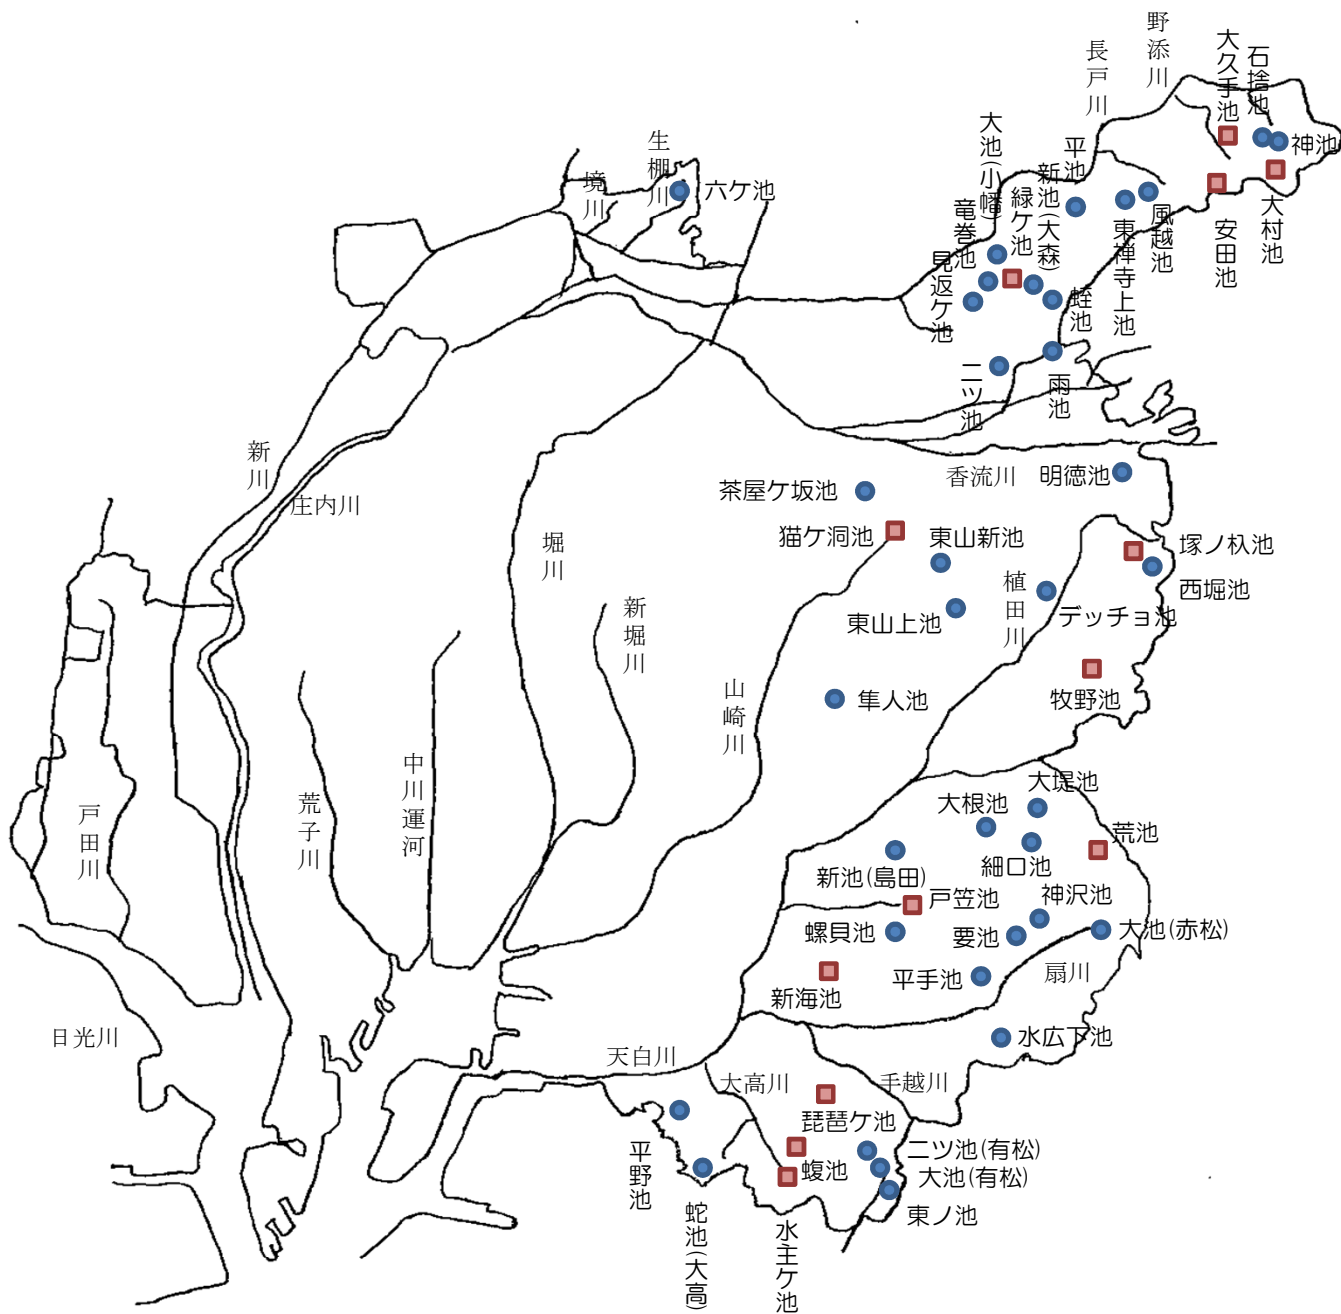 野添川
長戸川
大久手池
石捨池
神池
大村池
安田池
風越池
東禅寺上池
平池
新池(大森)
緑ケ池
大池(小幡)
竜巻池
見返ケ池
蛭池
雨池
二ツ池
生棚川
境川
六ケ池
新川
庄内川
香流川
明徳池
茶屋ケ坂池
猫ケ洞池
東山新池
東山上池
植田川
塚ノ杁池
西堀池
デッチョ池
牧野池
隼人池
堀川
新堀川
山崎川
中川運河
荒子川
戸田川
日光川
大堤池
大根池
荒池
細口池
新池(島田)
戸笠池
神沢池
螺貝池
要池
大池(赤松)
扇川
平手池
新海池
水広下池
天白川
大高川
手越川
琵琶ケ池
二ツ池(有松)
大池(有松)
蝮池
東ノ池
平野池
蛇池(大高)
水主ケ池